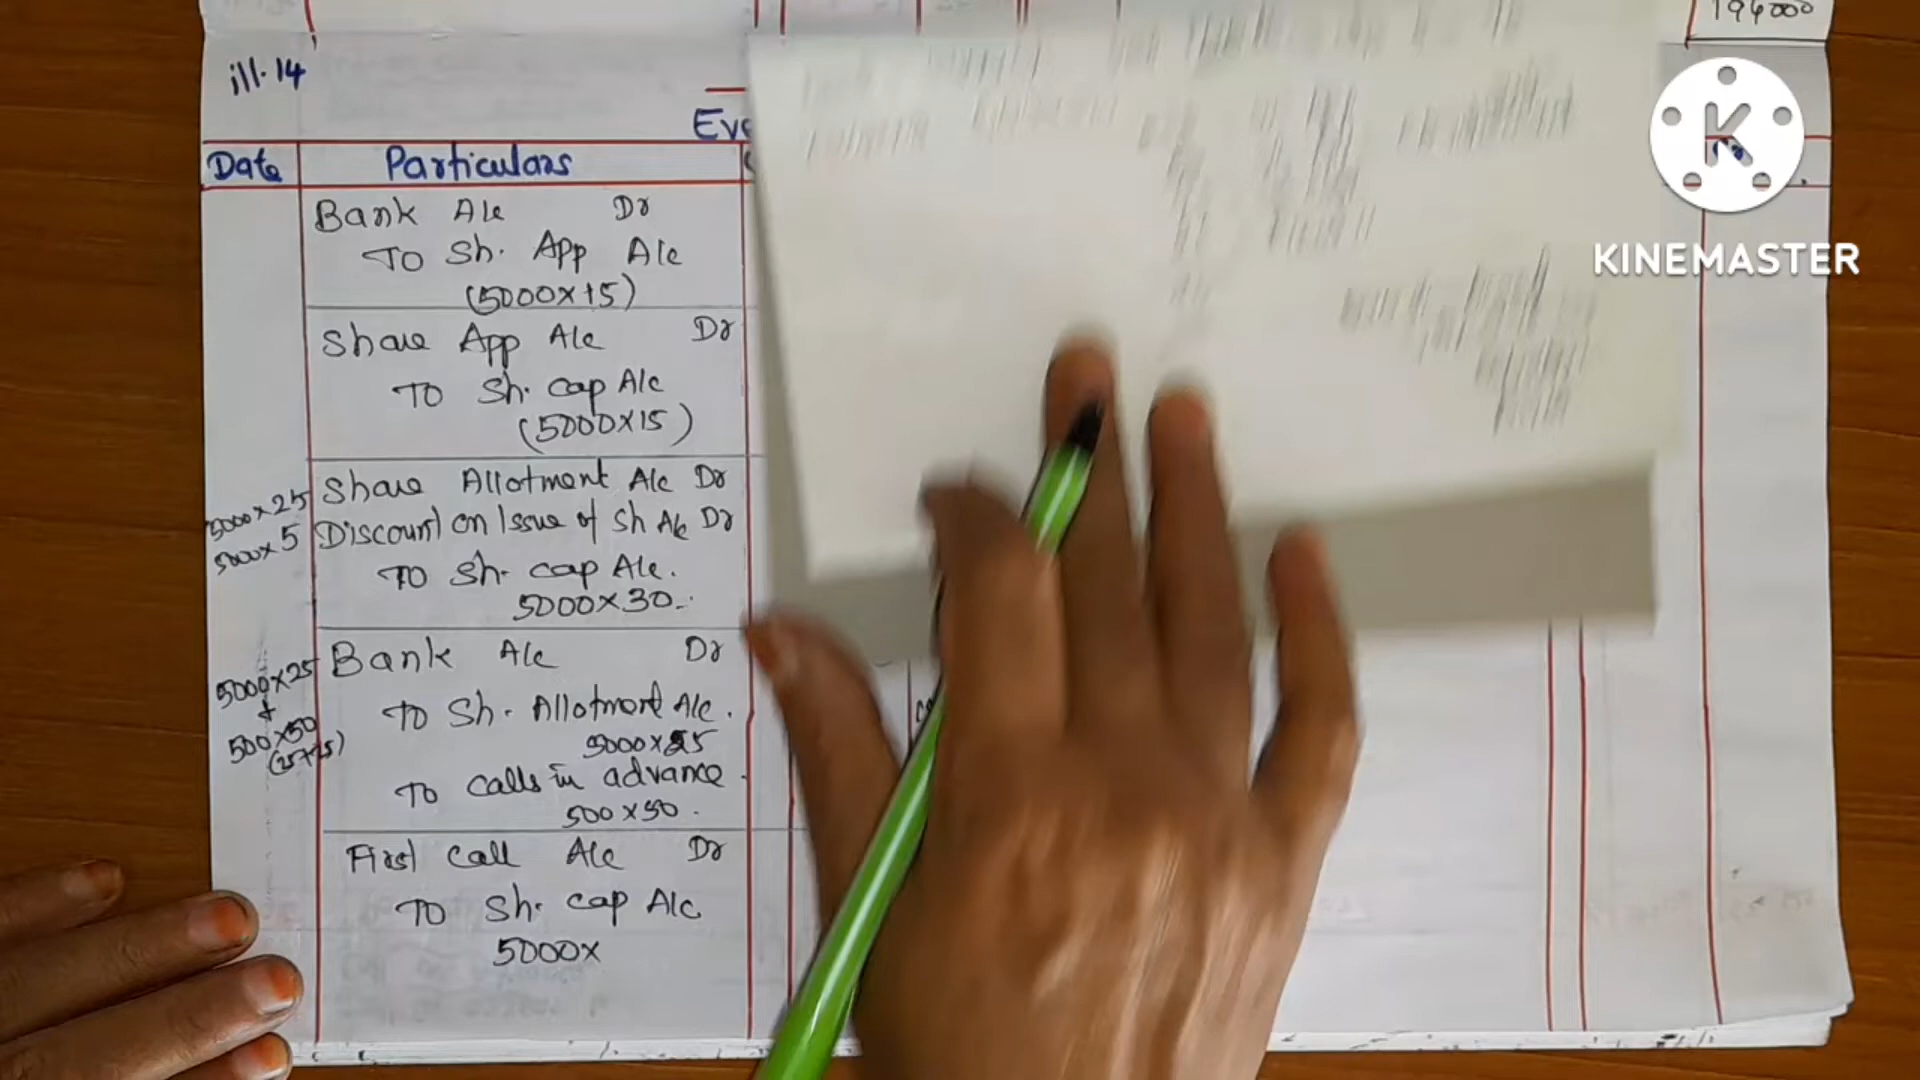 194000
ill.14
Date Particulars
Bank A/c Dr
To Sh. App A/c
(5000×15)
Share App A/c Dr
To Sh. cap A/c
(5000×15)
5000×25 Share Allotment A/c Dr
5000×5 Discount on Issue of Sh A/c Dr
To Sh. cap A/c.
5000×30
5000×25 Bank A/c Dr
+
500×50 To Sh. Allotment A/c.
(25+25) 5000×25
To Calls in advance
500×50
First Call A/c Dr
To Sh. cap A/c
5000×
KINEMASTER